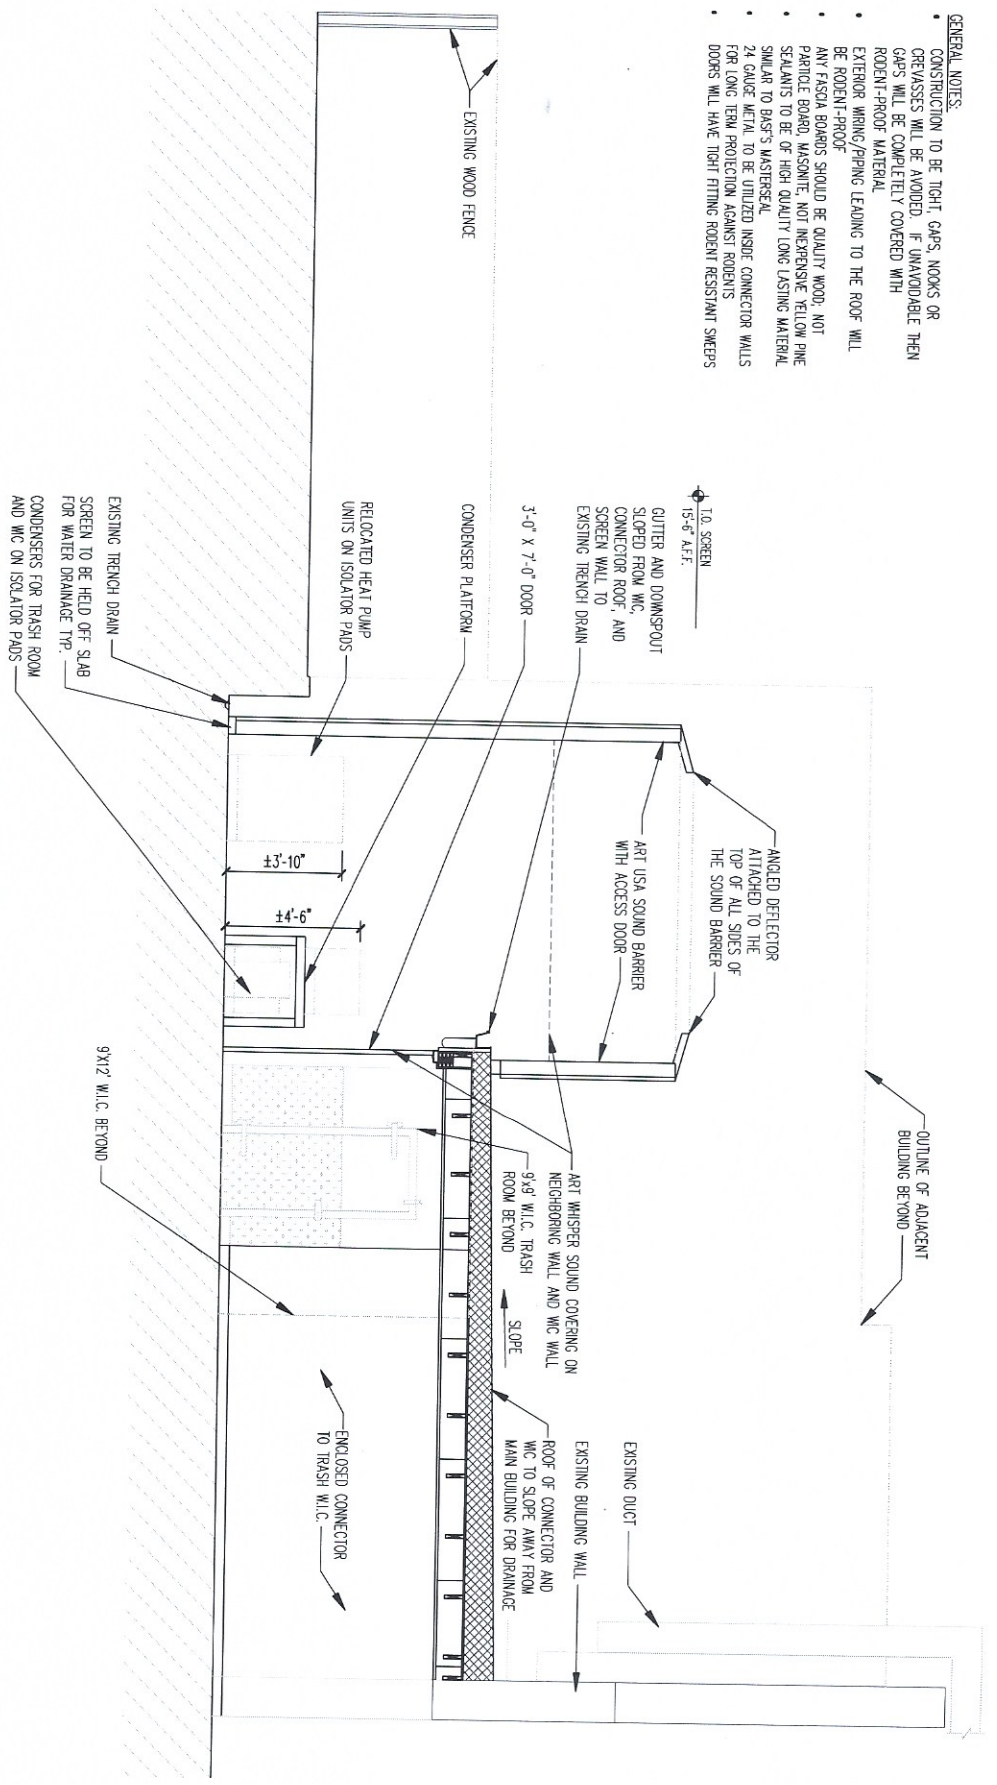 GENERAL NOTES:
• CONSTRUCTION TO BE TIGHT, GAPS, NOOKS OR
CREVASSES WILL BE AVOIDED. IF UNAVOIDABLE THEN
GAPS WILL BE COMPLETELY COVERED WITH
RODENT-PROOF MATERIAL
• EXTERIOR WIRING/PIPING LEADING TO THE ROOF WILL
BE RODENT-PROOF
• ANY FASCIA BOARDS SHOULD BE QUALITY WOOD; NOT
PARTICLE BOARD, MASONITE, NOT INEXPENSIVE YELLOW PINE
• SEALANTS TO BE OF HIGH QUALITY LONG LASTING MATERIAL
SIMILAR TO BASF'S MASTERSEAL
• 24 GAUGE METAL TO BE UTILIZED INSIDE CONNECTOR WALLS
FOR LONG TERM PROTECTION AGAINST RODENTS
• DOORS WILL HAVE TIGHT FITTING RODENT RESISTANT SWEEPS
EXISTING WOOD FENCE
T.O. SCREEN
15'-6" A.F.F.
GUTTER AND DOWNSPOUT
SLOPED FROM WIC,
CONNECTOR ROOF, AND
SCREEN WALL TO
EXISTING TRENCH DRAIN
3'-0" X 7'-0" DOOR
CONDENSER PLATFORM
RELOCATED HEAT PUMP
UNITS ON ISOLATOR PADS
EXISTING TRENCH DRAIN
SCREEN TO BE HELD OFF SLAB
FOR WATER DRAINAGE TYP.
CONDENSERS FOR TRASH ROOM
AND WIC ON ISOLATOR PADS
ANGLED DEFLECTOR
ATTACHED TO THE
TOP OF ALL SIDES OF
THE SOUND BARRIER
ART USA SOUND BARRIER
WITH ACCESS DOOR
±3'-10"
±4'-6"
OUTLINE OF ADJACENT
BUILDING BEYOND
ART WHISPER SOUND COVERING ON
NEIGHBORING WALL AND WIC WALL
9'x9' W.I.C. TRASH
ROOM BEYOND
SLOPE
9'X12' W.I.C. BEYOND
EXISTING DUCT
EXISTING BUILDING WALL
ROOF OF CONNECTOR AND
WIC TO SLOPE AWAY FROM
MAIN BUILDING FOR DRAINAGE
ENCLOSED CONNECTOR
TO TRASH W.I.C.